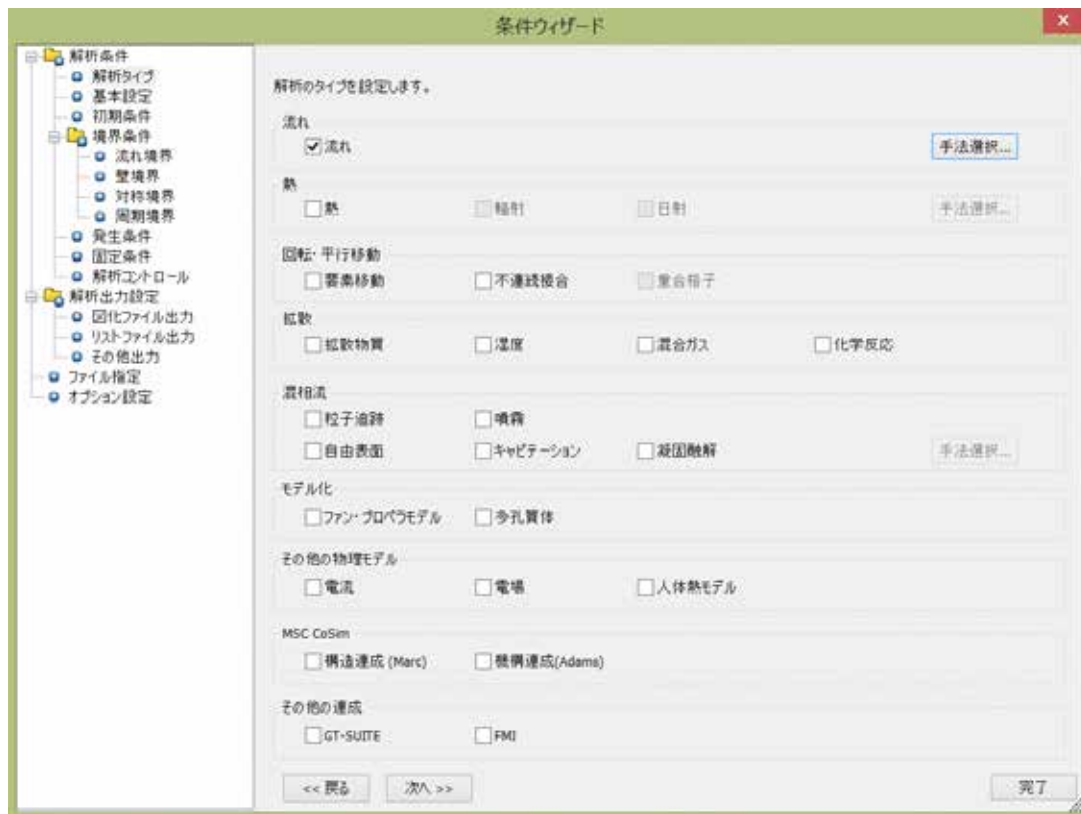 条件ウィザード
x
解析条件
解析タイプ
基本設定
初期条件
境界条件
流れ境界
壁境界
対称境界
周期境界
発生条件
固定条件
解析コントロール
解析出力設定
図化ファイル出力
リストファイル出力
その他出力
ファイル指定
オプション設定
解析のタイプを設定します。
流れ
流れ 手法選択...
熱
熱 輻射 日射 手法選択...
回転・平行移動
要素移動 不連続接合 重合格子
拡散
拡散物質 湿度 混合ガス 化学反応
混相流
粒子追跡 噴霧
自由表面 キャビテーション 凝固融解 手法選択...
モデル化
ファン・プロペラモデル 多孔質体
その他の物理モデル
電流 電場 人体熱モデル
MSC CoSim
構造連成 (Marc) 機構連成(Adams)
その他の連成
GT-SUITE FMI
<< 戻る 次へ >> 完了